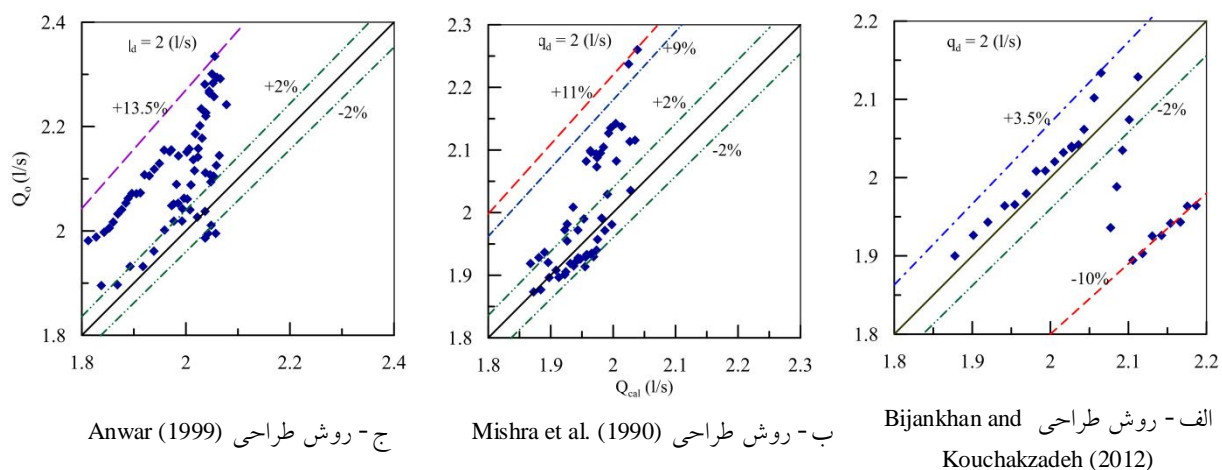 2.4
2.3
2.2
l_d = 2 (l/s)
q_d = 2 (l/s)
q_d = 2 (l/s)
+9%
+13.5%
+2%
-2%
+11%
+2%
-2%
+3.5%
-2%
-10%
Q_o (l/s)
2.2
2
1.8
2.2
2.1
2
1.9
1.8
2.1
2
1.9
1.8
1.8 2 2.2 2.4
1.8 1.9 2 2.1 2.2 2.3
1.8 1.9 2 2.1 2.2
Q_cal (l/s)
ج - روش طراحی Anwar (1999)
ب - روش طراحی Mishra et al. (1990)
الف - روش طراحی Bijankhan and
Kouchakzadeh (2012)